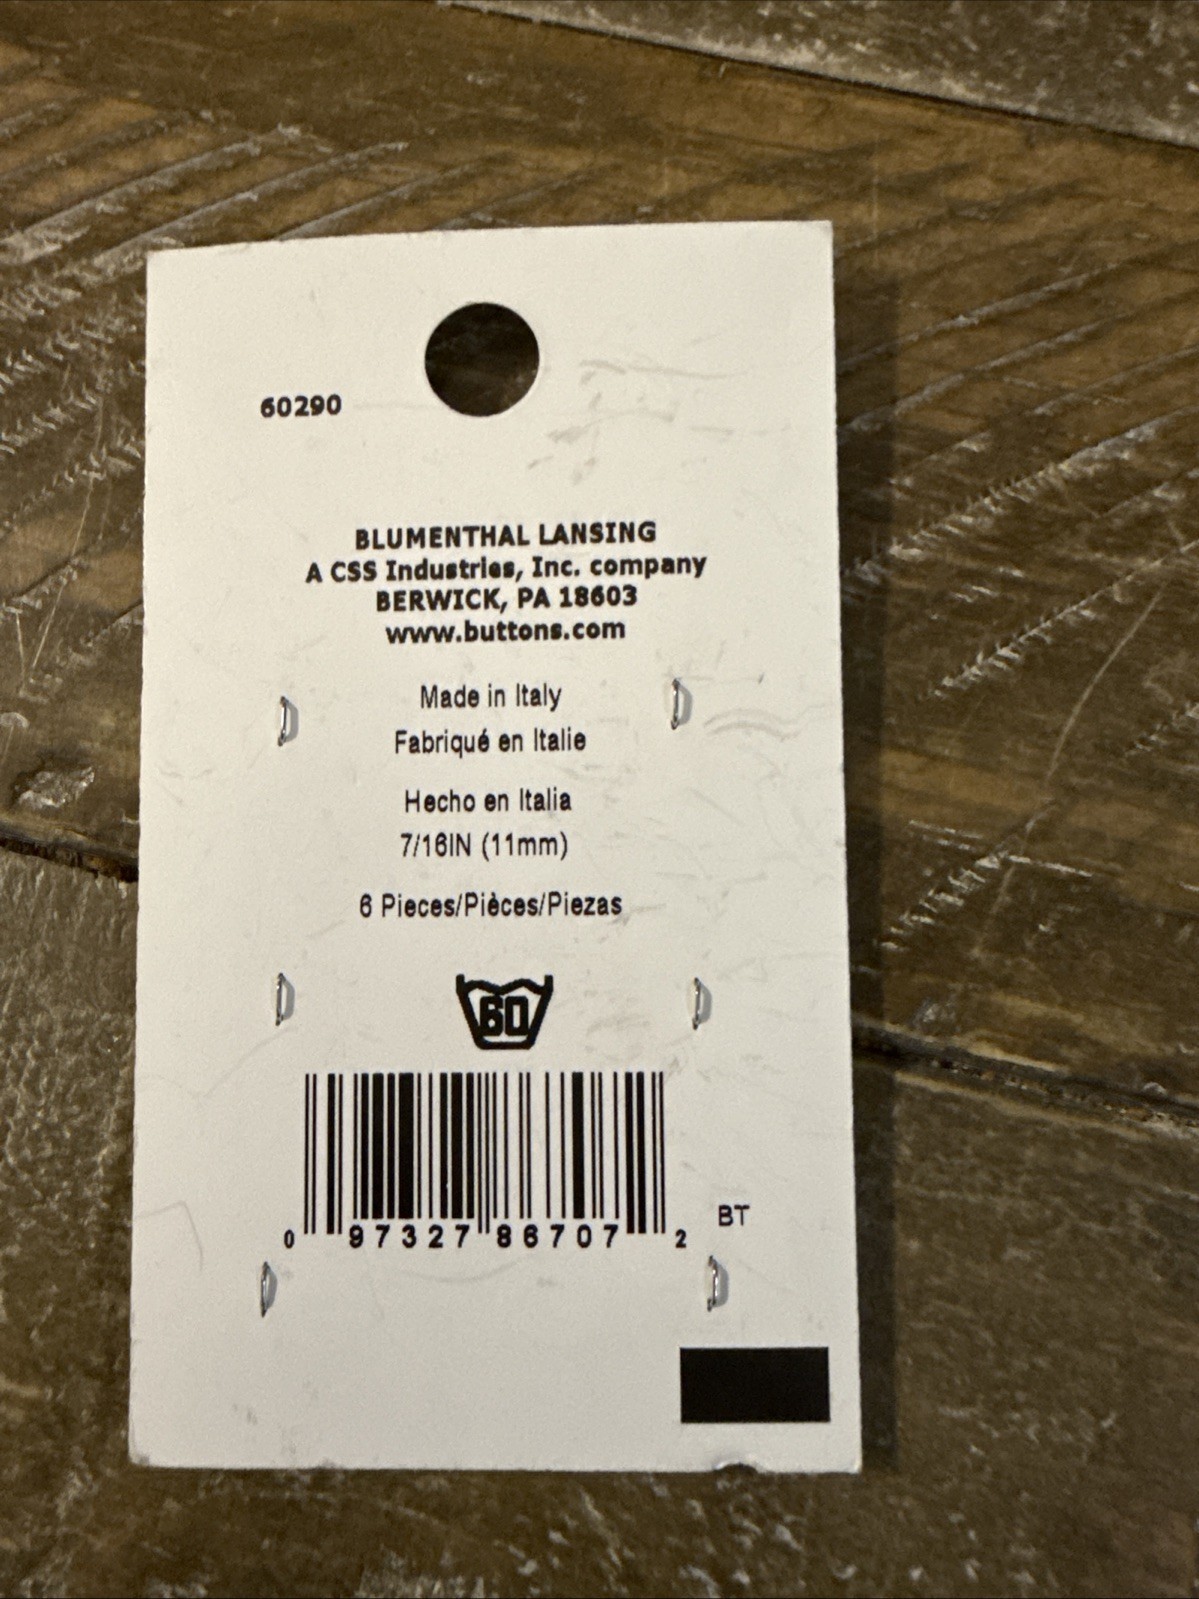 60290
BLUMENTHAL LANSING
A CSS Industries, Inc. company
BERWICK, PA 18603
www.buttons.com
Made in Italy
Fabriqué en Italie
Hecho en Italia
7/16IN (11mm)
6 Pieces/Pièces/Piezas
60
0 97327 86707 2
BT